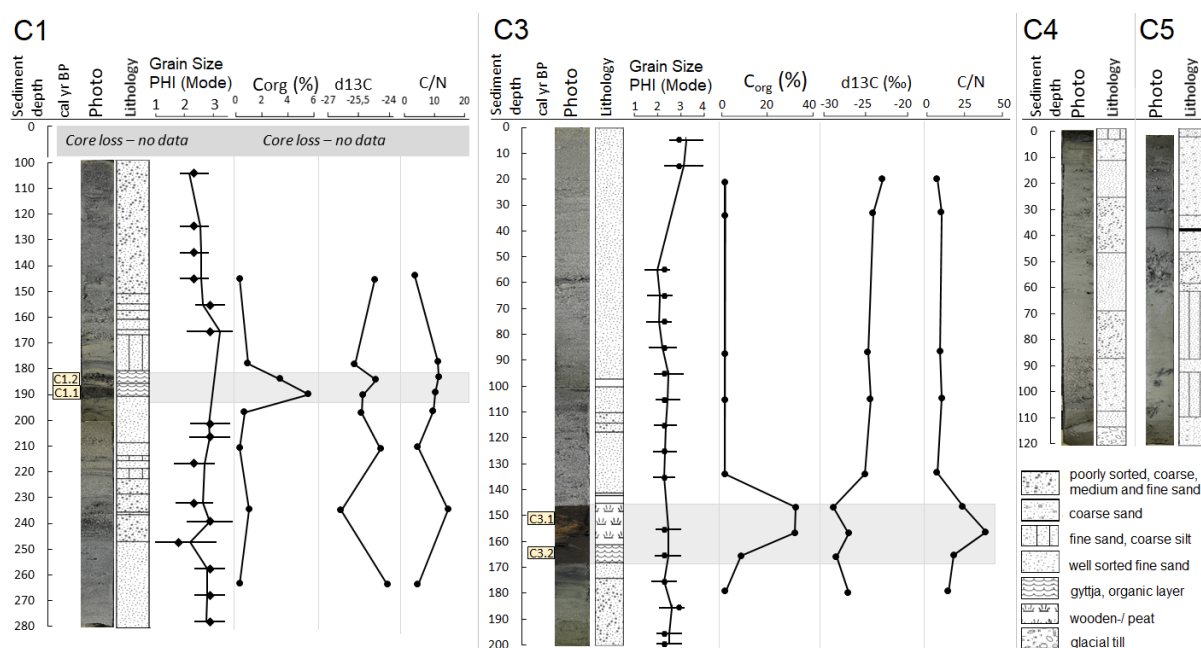 C1
C3
C4
C5
Sediment depth
cal yr BP
Photo
Lithology
Grain Size
PHI (Mode)
1 2 3
Corg (%)
0 2 4 6
d13C
-27 -25,5 -24
C/N
0 10 20
Core loss – no data
Core loss – no data
0
100
110
120
130
140
150
160
170
180
190
200
210
220
230
240
250
260
270
280
C1.2
C1.1
Sediment depth
cal yr BP
Photo
Lithology
Grain Size
PHI (Mode)
1 2 3 4
Corg (%)
0 20 40
d13C (‰)
-30 -20
C/N
0 25 50
0
10
20
30
40
50
60
70
80
90
100
110
120
130
140
150
160
170
180
190
200
C3.1
C3.2
Sediment depth
Photo
Lithology
0
10
20
30
40
50
60
70
80
90
100
110
120
Photo
Lithology
poorly sorted, coarse,
medium and fine sand
coarse sand
fine sand, coarse silt
well sorted fine sand
gyttja, organic layer
wooden-/ peat
glacial till